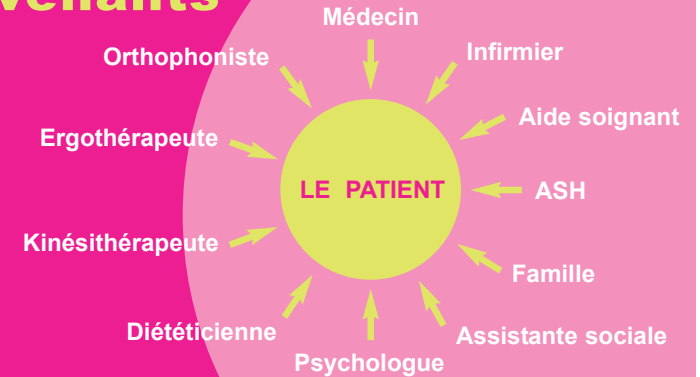 Médecin
Orthophoniste
Infirmier
Aide soignant
Ergothérapeute
LE PATIENT
ASH
Kinésithérapeute
Famille
Diététicienne
Assistante sociale
Psychologue